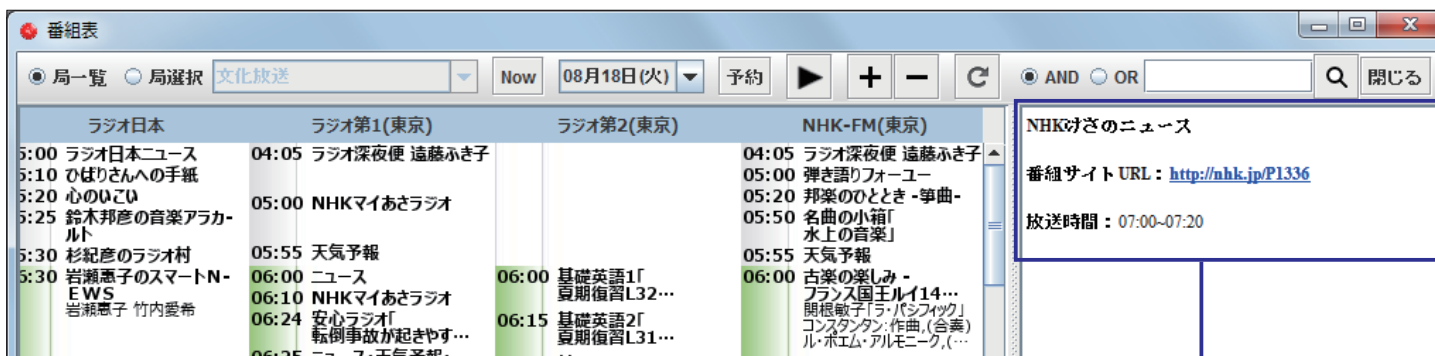 番組表
局一覧 局選択 文化放送 Now 08月18日(火) 予約 AND OR 閉じる
ラジオ日本 ラジオ第1(東京) ラジオ第2(東京) NHK-FM(東京)
5:00 ラジオ日本ニュース
5:10 ひばりさんへの手紙
5:20 心のいこい
5:25 鈴木邦彦の音楽アラカ-
ルト
5:30 杉紀彦のラジオ村
6:30 岩瀬惠子のスマートN-
EWS
岩瀬惠子 竹内愛希
04:05 ラジオ深夜便 遠藤ふき子
05:00 NHKマイあさラジオ
05:55 天気予報
06:00 ニュース
06:10 NHKマイあさラジオ
06:24 安心ラジオ「
転倒事故が起きやす…
06:25 ニュース・天気予報・
06:00 基礎英語1「
夏期復習L32…
06:15 基礎英語2「
夏期復習L31…
04:05 ラジオ深夜便 遠藤ふき子
05:00 弾き語りフォーユー
05:20 邦楽のひととき -箏曲-
05:50 名曲の小箱「
水上の音楽」
05:55 天気予報
06:00 古楽の楽しみ -
フランス国王ルイ14…
関根敏子「ラ・パシフィック」
コンスタンタン:作曲,(合奏)
ル・ポエム・アルモニーク,(…
NHKけさのニュース
番組サイト URL : http://nhk.jp/P1336
放送時間 : 07:00~07:20